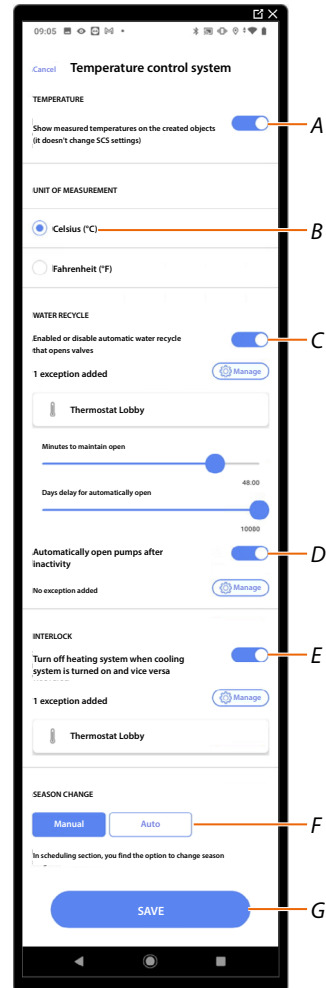 09:05
Cancel Temperature control system
TEMPERATURE
Show measured temperatures on the created objects
(it doesn't change SCS settings)
A
UNIT OF MEASUREMENT
Celsius (°C)
B
Fahrenheit (°F)
WATER RECYCLE
Enabled or disable automatic water recycle
that opens valves
C
1 exception added
Manage
Thermostat Lobby
Minutes to maintain open
48.00
Days delay for automatically open
10080
Automatically open pumps after
inactivity
D
No exception added
Manage
INTERLOCK
Turn off heating system when cooling
system is turned on and vice versa
E
1 exception added
Manage
Thermostat Lobby
SEASON CHANGE
Manual
Auto
F
In scheduling section, you find the option to change season
SAVE
G